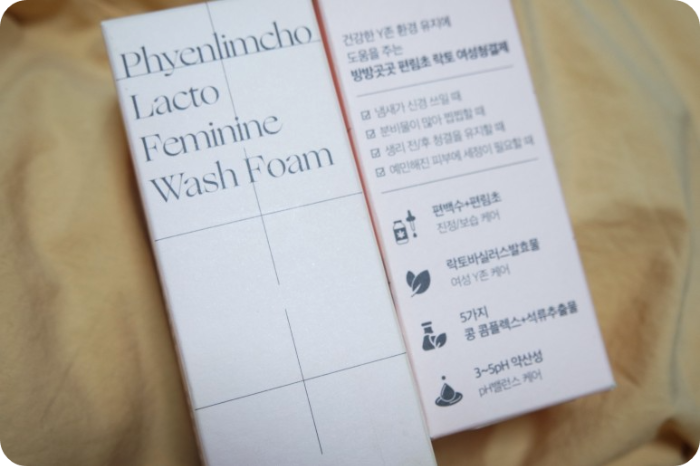 Phyenlimcho
Lacto
Feminine
Wash Foam
건강한 Y존 환경 유지에
도움을 주는
방방곳곳 편림초 락토 여성청결제
냄새가 신경 쓰일 때
분비물이 많아 찝찝할 때
생리 전/후 청결을 유지할 때
예민해진 피부에 세정이 필요할 때
편백수+편림초
진정/보습 케어
락토바실러스발효물
여성 Y존 케어
5가지
콩 콤플렉스+석류추출물
3~5pH 약산성
pH밸런스 케어